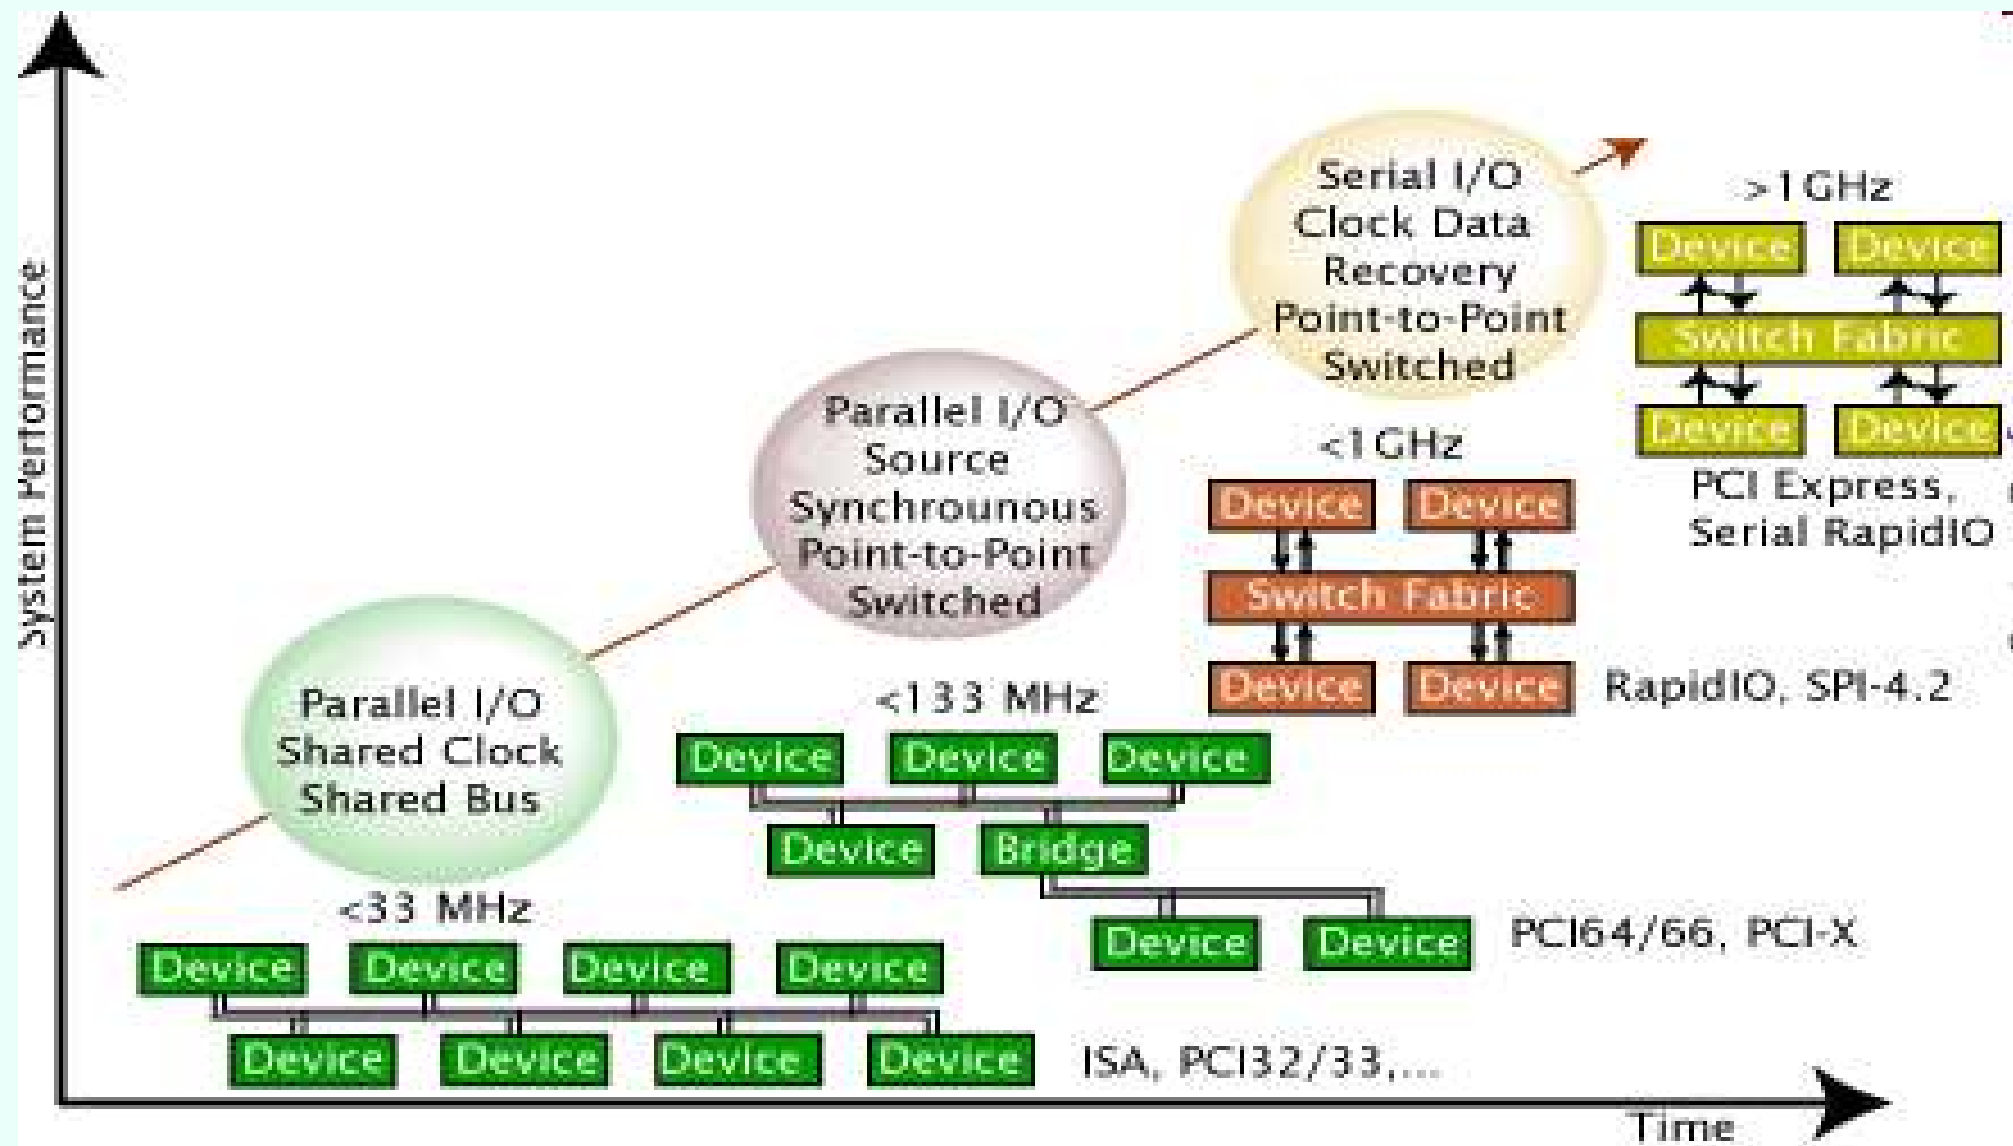 System Performance
Serial I/O
Clock Data
Recovery
Point-to-Point
Switched
>1GHz
Device
Device
Switch Fabric
Device
Device
PCI Express,
Serial RapidIO
Parallel I/O
Source
Synchrounous
Point-to-Point
Switched
<1GHz
Device
Device
Switch Fabric
Device
Device
RapidIO, SPI-4.2
Parallel I/O
Shared Clock
Shared Bus
<133 MHz
Device
Device
Device
Device
Bridge
Device
Device
PCI64/66, PCI-X
<33 MHz
Device
Device
Device
Device
Device
Device
Device
Device
ISA, PCI32/33,...
Time